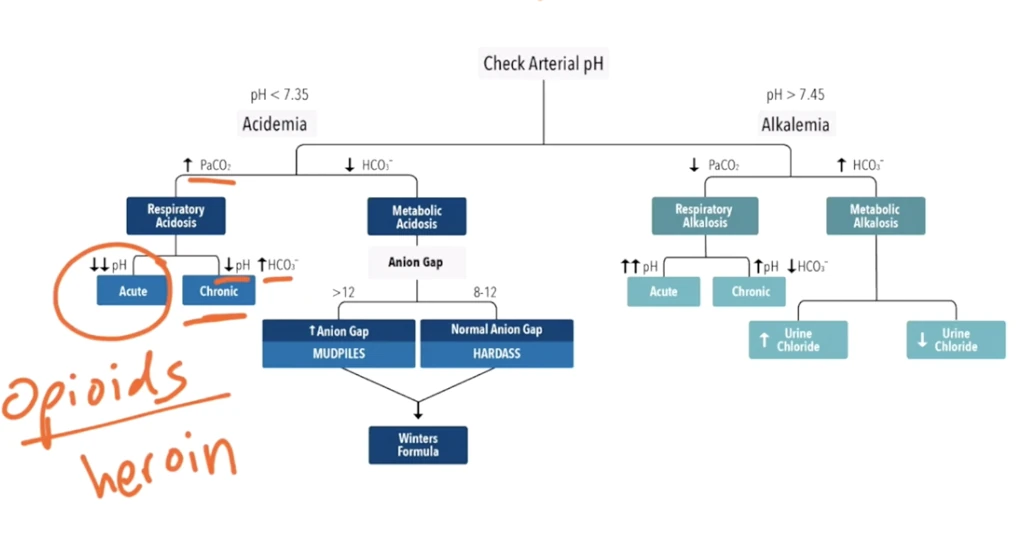 Check Arterial pH
pH < 7.35
Acidemia
pH > 7.45
Alkalemia
↑ PaCO₂
↓ HCO₃⁻
↓ PaCO₂
↑ HCO₃⁻
Respiratory
Acidosis
Metabolic
Acidosis
Respiratory
Alkalosis
Metabolic
Alkalosis
↓↓ pH
↓pH ↑HCO₃⁻
Anion Gap
↑↑ pH
↑pH ↓HCO₃⁻
Acute
Chronic
Acute
Chronic
>12
8-12
↑ Anion Gap
MUDPILES
Normal Anion Gap
HARDASS
↑ Urine
Chloride
↓ Urine
Chloride
Winters
Formula
Opioids
heroin